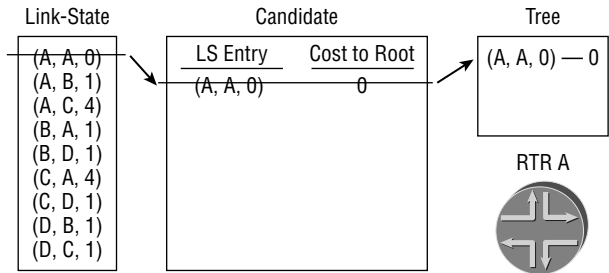 Link-State
(A, A, 0)
(A, B, 1)
(A, C, 4)
(B, A, 1)
(B, D, 1)
(C, A, 4)
(C, D, 1)
(D, B, 1)
(D, C, 1)
Candidate
LS Entry Cost to Root
(A, A, 0) 0
Tree
(A, A, 0) — 0
RTR A